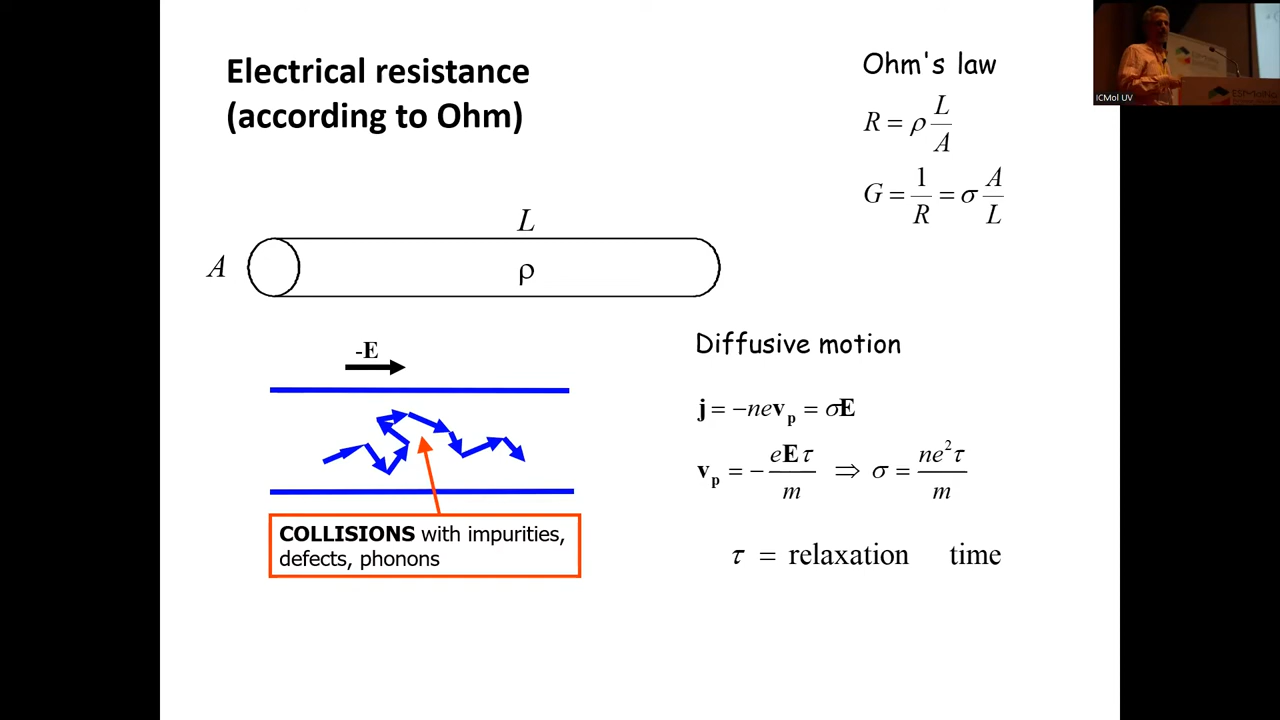 Electrical resistance
(according to Ohm)
Ohm's law
R = ρ L/A
G = 1/R = σ A/L
L
A
ρ
-E
COLLISIONS with impurities,
defects, phonons
Diffusive motion
j = −nev_p = σE
v_p = − eEτ/m ⇒ σ = ne²τ/m
τ = relaxation time
ICMol UV